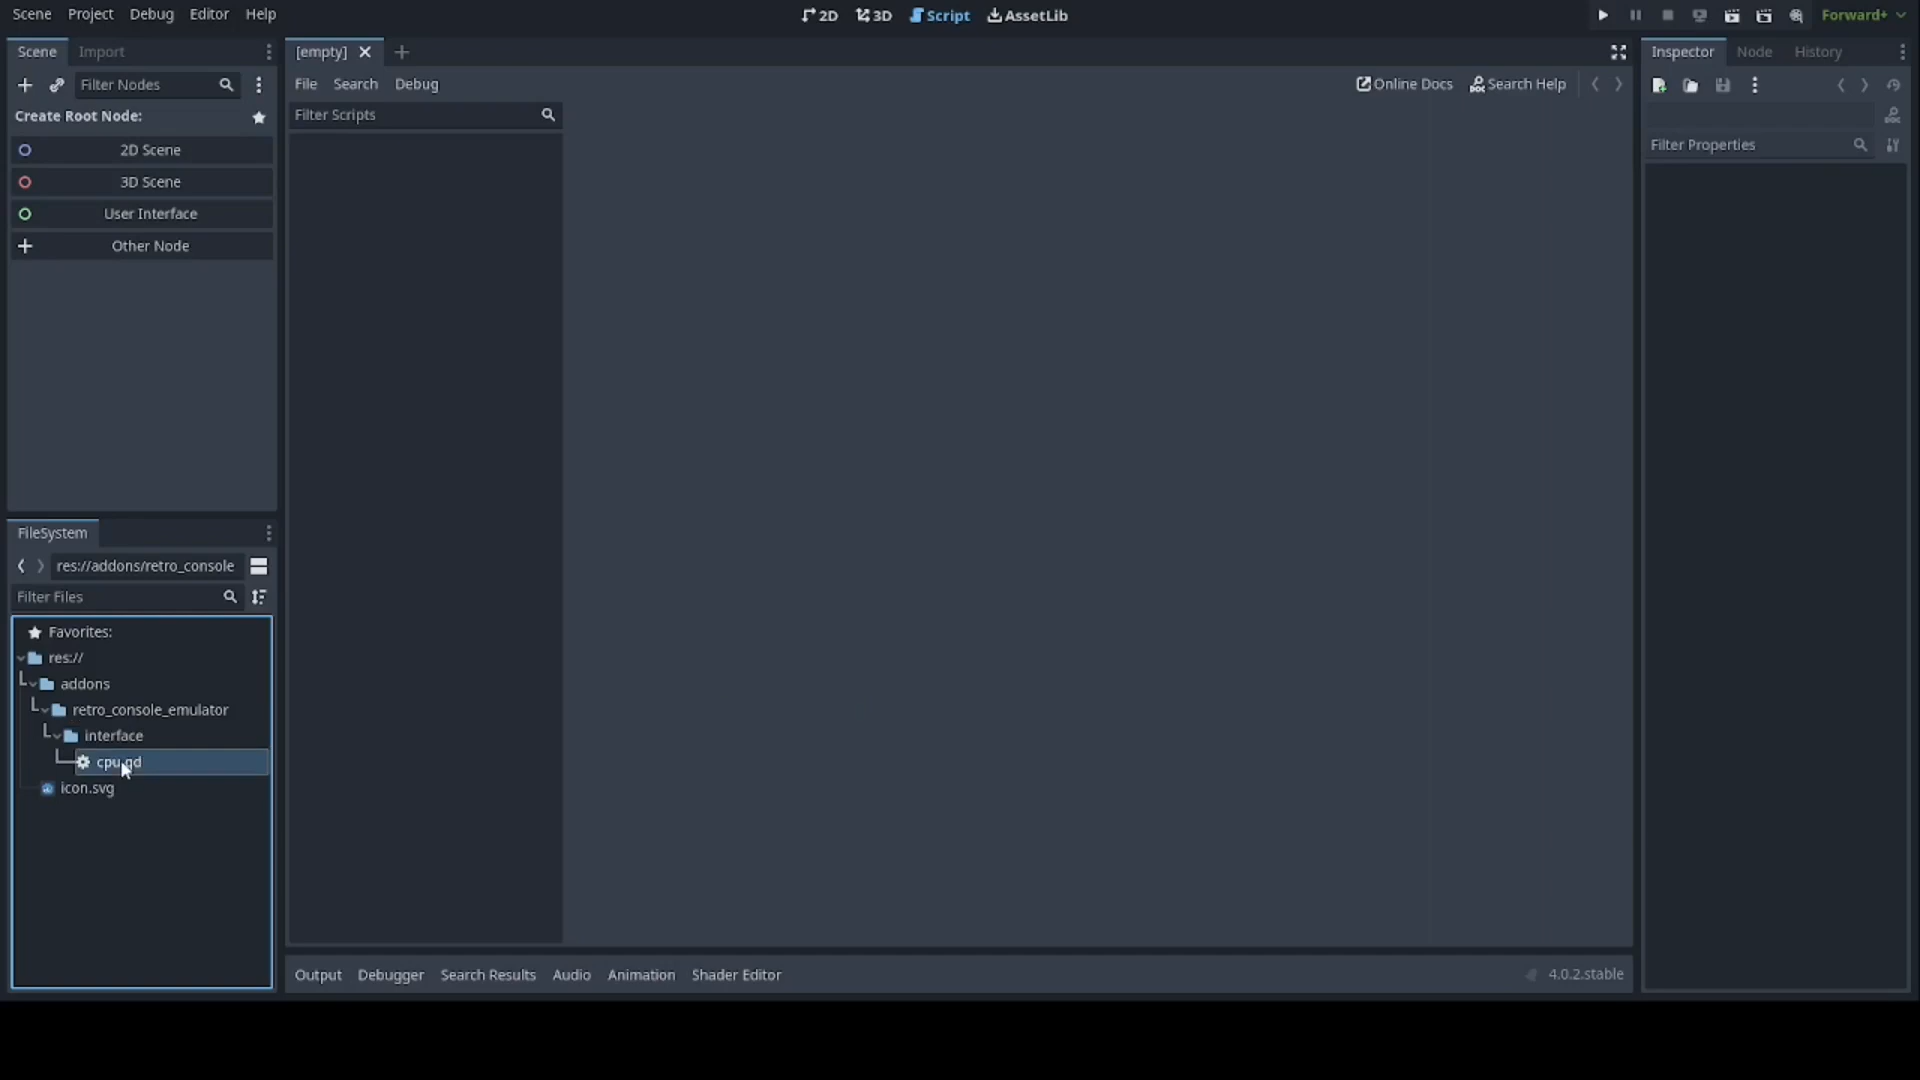 Scene Project Debug Editor Help
2D 3D Script AssetLib
Forward+
Scene Import
[empty]
Inspector Node History
Filter Nodes
File Search Debug
Online Docs Search Help
Create Root Node:
Filter Scripts
2D Scene
Filter Properties
3D Scene
User Interface
Other Node
FileSystem
res://addons/retro_console
Filter Files
Favorites:
res://
addons
retro_console_emulator
interface
cpu.gd
icon.svg
Output Debugger Search Results Audio Animation Shader Editor
4.0.2.stable